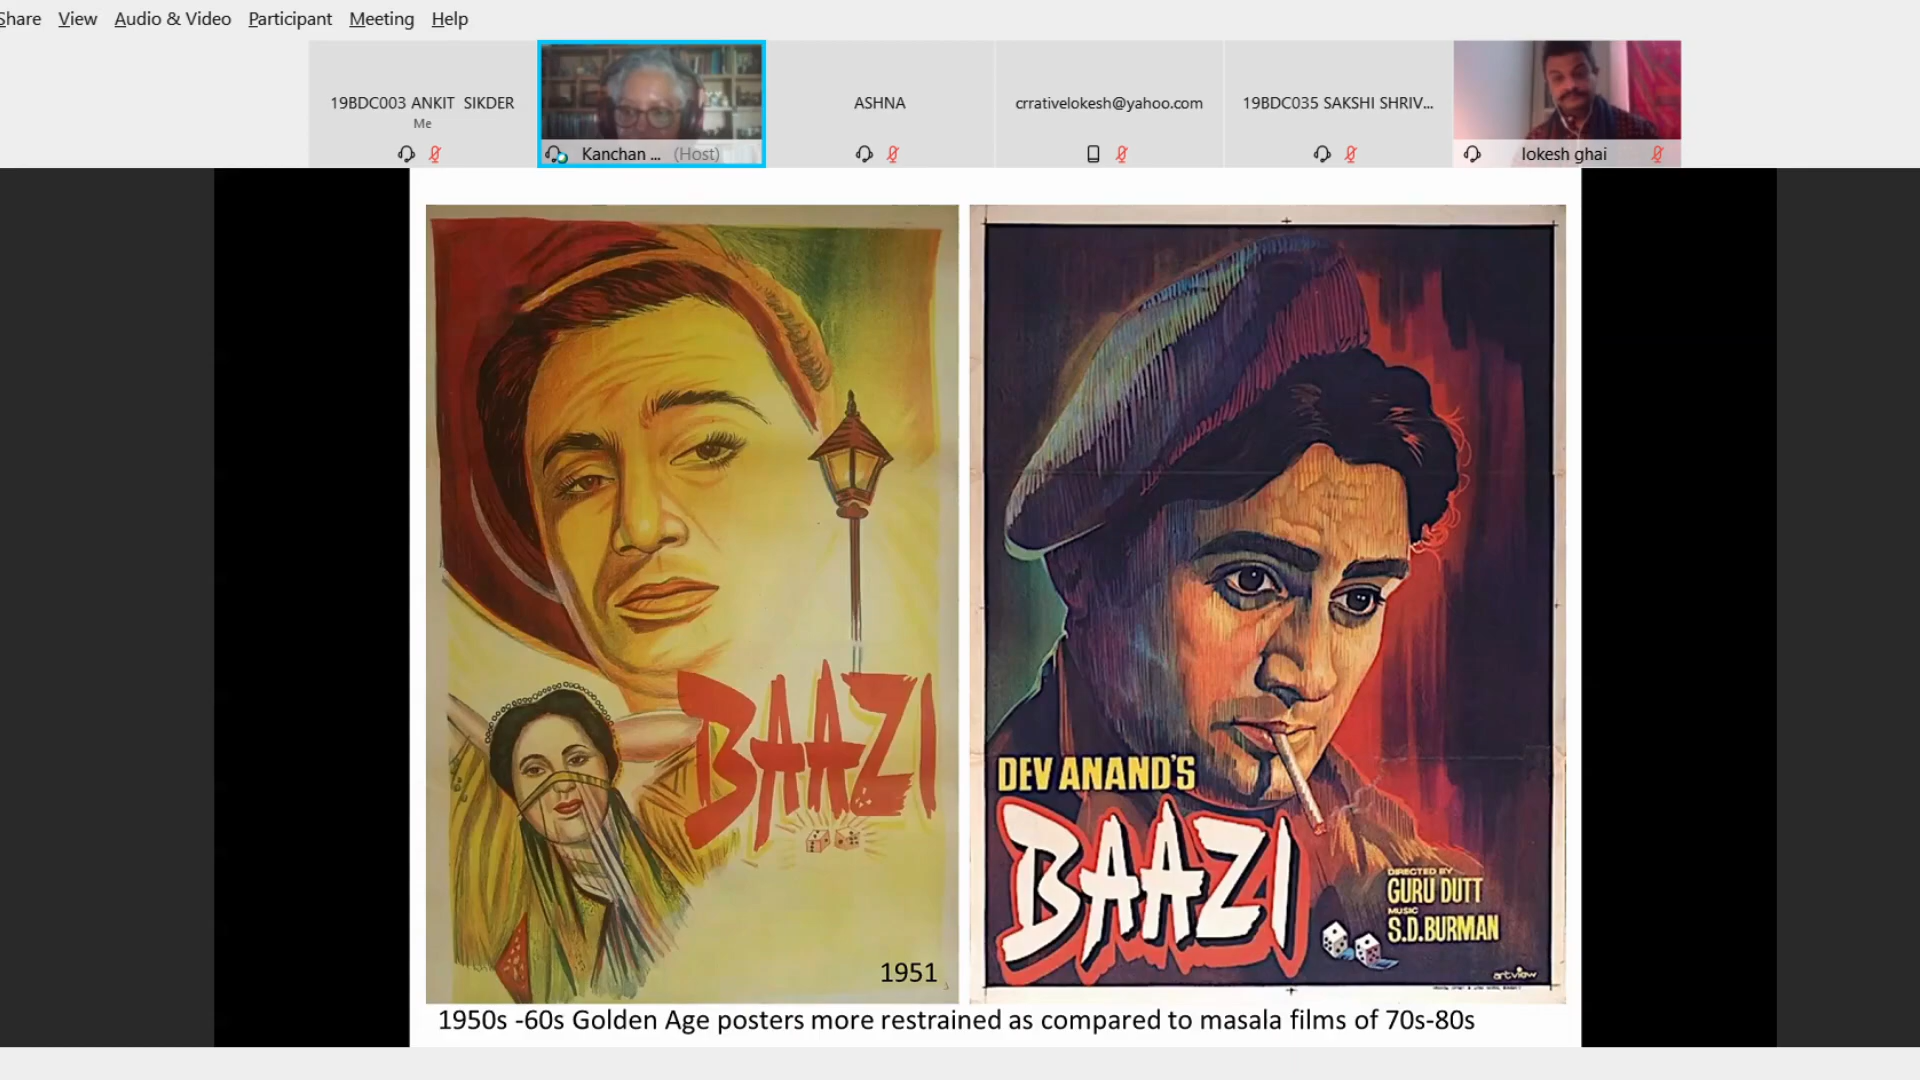 Share View Audio & Video Participant Meeting Help
19BDC003 ANKIT SIKDER
Me
Kanchan ... (Host)
ASHNA
crrativelokesh@yahoo.com
19BDC035 SAKSHI SHRIV...
lokesh ghai
BAAZI
1951
DEV ANAND'S
BAAZI
DIRECTED BY
GURU DUTT
MUSIC
S.D.BURMAN
artview
1950s -60s Golden Age posters more restrained as compared to masala films of 70s-80s